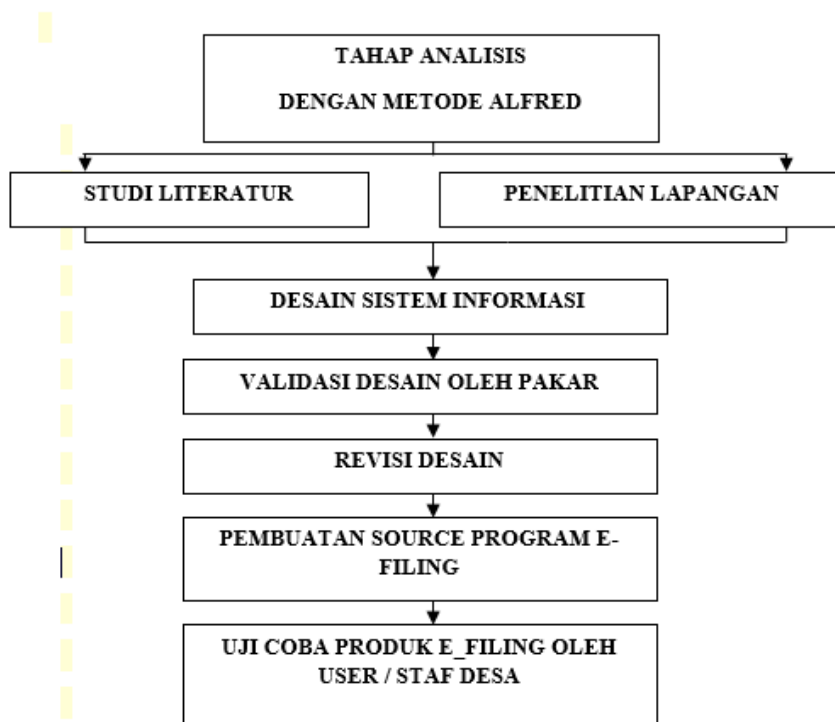 TAHAP ANALISIS
DENGAN METODE ALFRED
STUDI LITERATUR
PENELITIAN LAPANGAN
DESAIN SISTEM INFORMASI
VALIDASI DESAIN OLEH PAKAR
REVISI DESAIN
PEMBUATAN SOURCE PROGRAM E-
FILING
UJI COBA PRODUK E_FILING OLEH
USER / STAF DESA